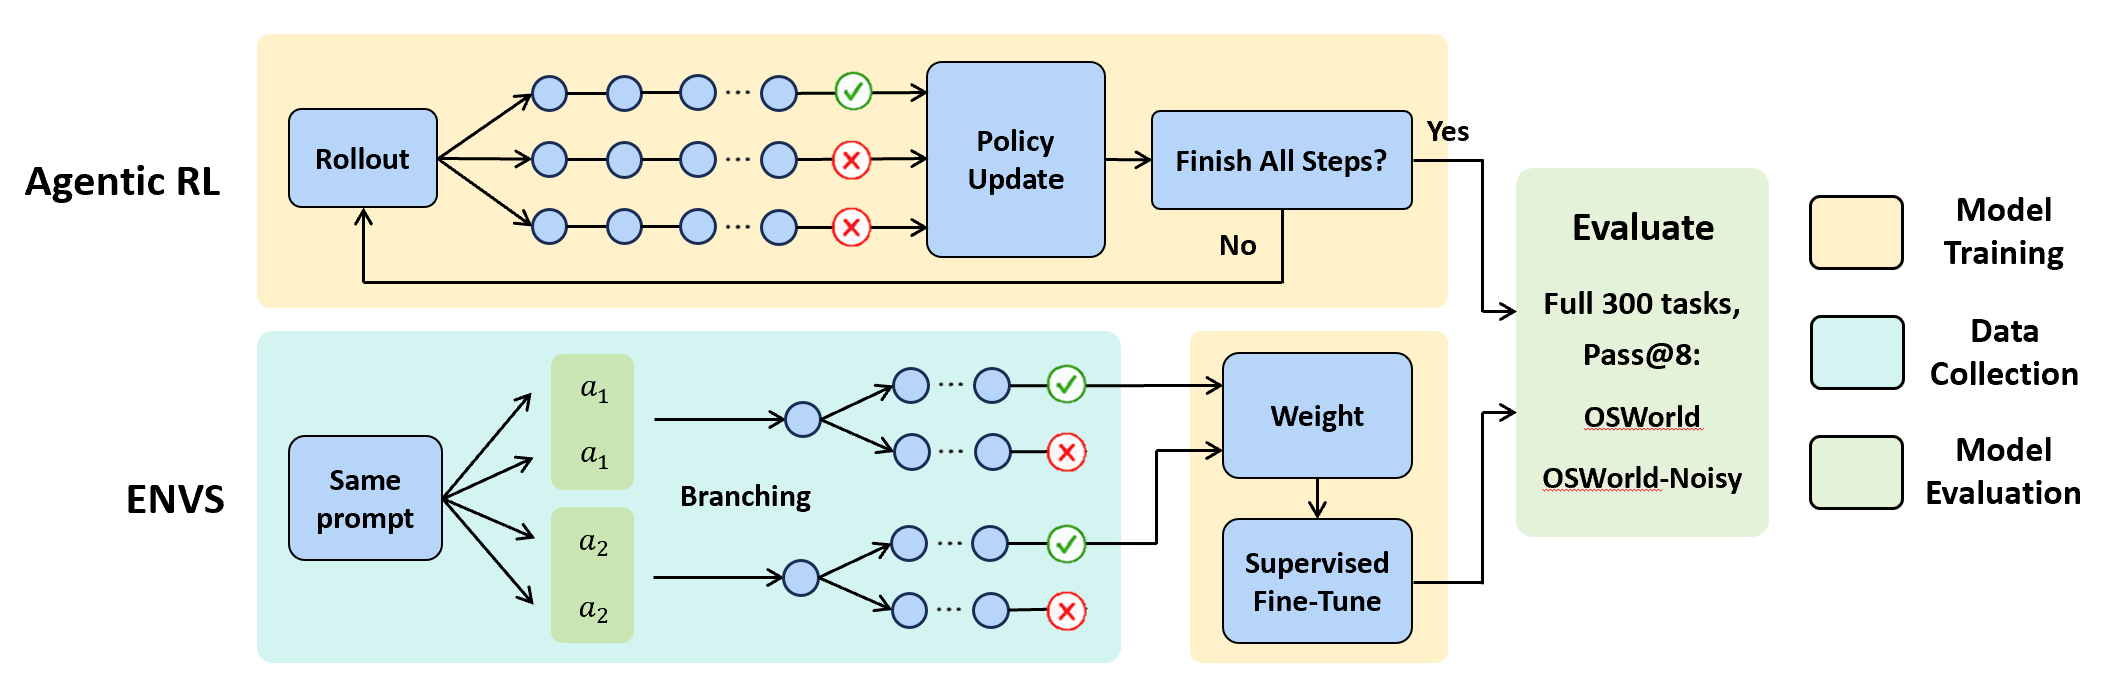 Agentic RL
Rollout
Policy
Update
Finish All Steps?
Yes
No
ENVS
Same
prompt
a₁
a₁
a₂
a₂
Branching
Weight
Supervised
Fine-Tune
Evaluate
Full 300 tasks,
Pass@8:
OSWorld
OSWorld-Noisy
Model
Training
Data
Collection
Model
Evaluation